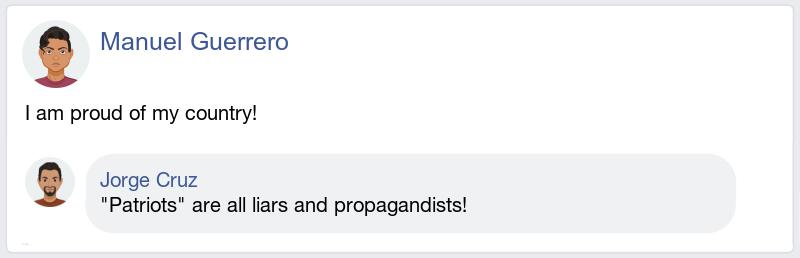 Manuel Guerrero
I am proud of my country!
Jorge Cruz
"Patriots" are all liars and propagandists!